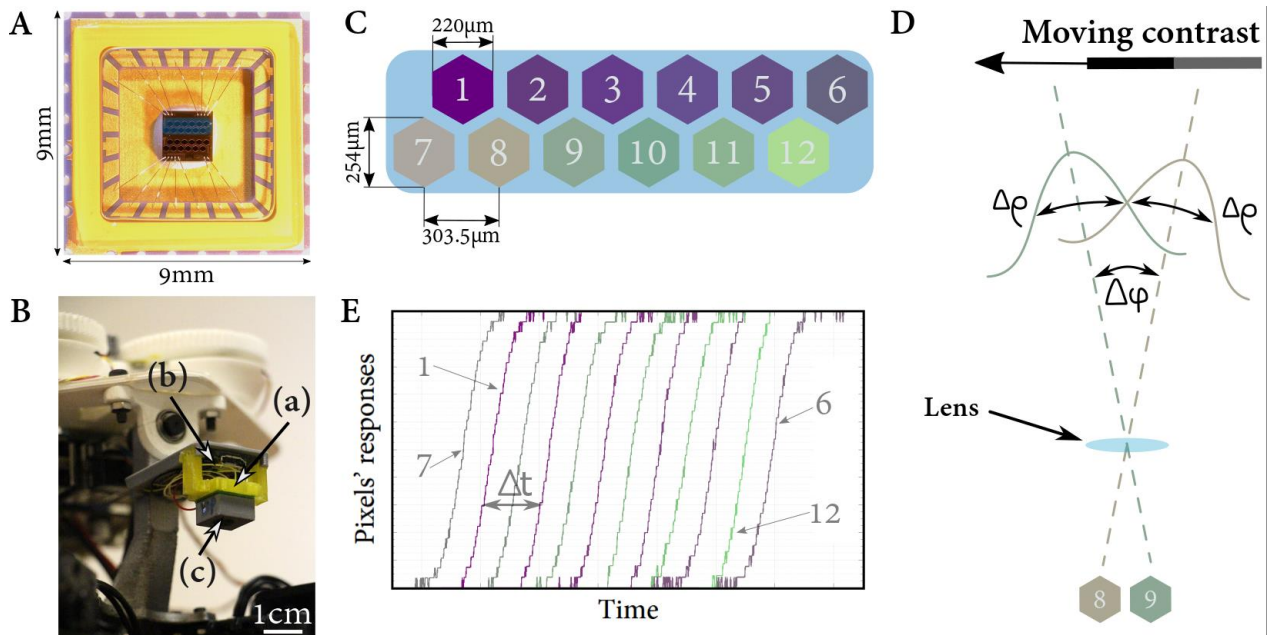 A
9mm
9mm
B
(b)
(a)
(c)
1cm
C
220µm
1 2 3 4 5 6
7 8 9 10 11 12
254µm
303.5µm
D
Moving contrast
Δρ
Δρ
Δφ
Lens
8 9
E
Pixels' responses
1
7
Δt
6
12
Time